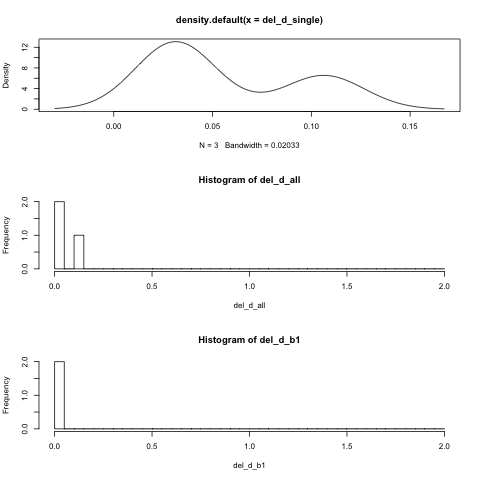 density.default(x = del_d_single)
Density
0 4 8 12
0.00 0.05 0.10 0.15
N = 3 Bandwidth = 0.02033
Histogram of del_d_all
Frequency
0.0 1.0 2.0
0.0 0.5 1.0 1.5 2.0
del_d_all
Histogram of del_d_b1
Frequency
0.0 1.0 2.0
0.0 0.5 1.0 1.5 2.0
del_d_b1